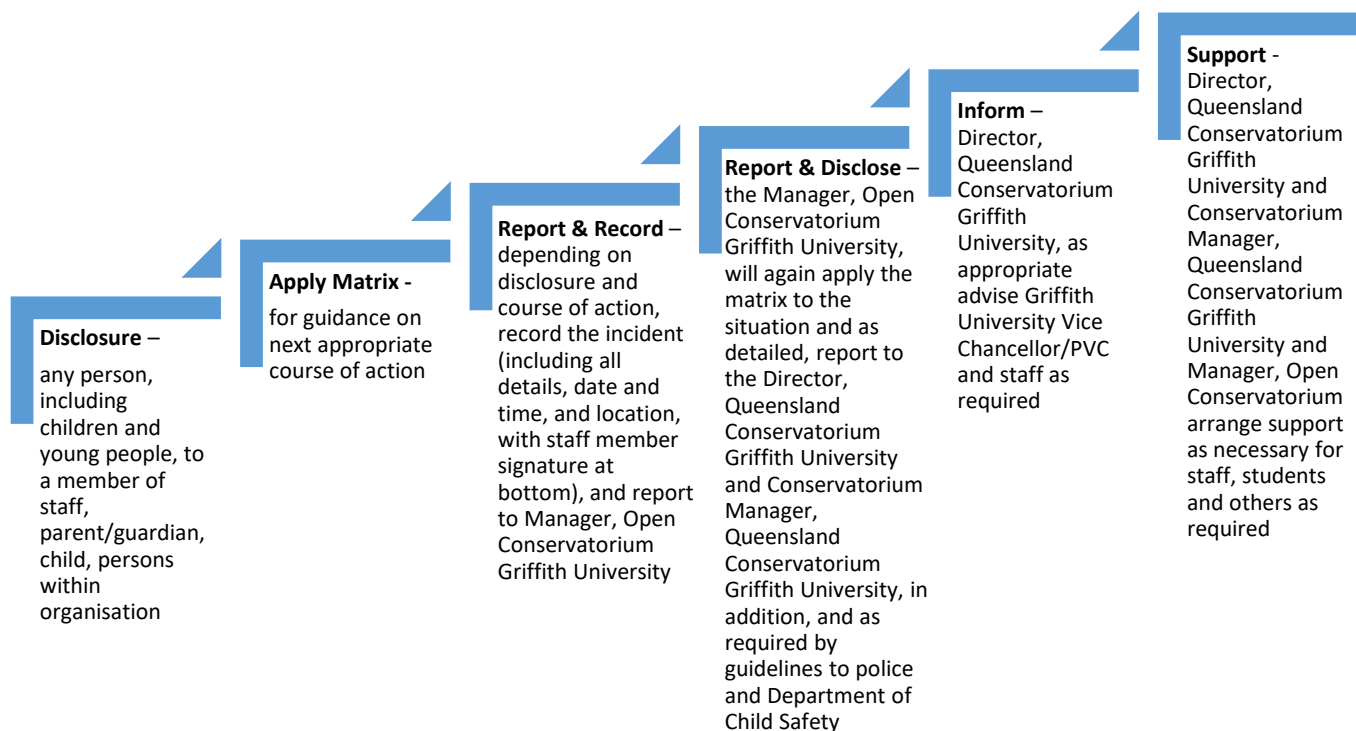 Disclosure –
any person,
including
children and
young people, to
a member of
staff,
parent/guardian,
child, persons
within
organisation
Apply Matrix -
for guidance on
next appropriate
course of action
Report & Record –
depending on
disclosure and
course of action,
record the incident
(including all
details, date and
time, and location,
with staff member
signature at
bottom), and report
to Manager, Open
Conservatorium
Griffith University
Report & Disclose –
the Manager, Open
Conservatorium
Griffith University,
will again apply the
matrix to the
situation and as
detailed, report to
the Director,
Queensland
Conservatorium
Griffith University
and Conservatorium
Manager,
Queensland
Conservatorium
Griffith University, in
addition, and as
required by
guidelines to police
and Department of
Child Safety
Inform –
Director,
Queensland
Conservatorium
Griffith
University, as
appropriate
advise Griffith
University Vice
Chancellor/PVC
and staff as
required
Support -
Director,
Queensland
Conservatorium
Griffith
University and
Conservatorium
Manager,
Queensland
Conservatorium
Griffith
University and
Manager, Open
Conservatorium
arrange support
as necessary for
staff, students
and others as
required